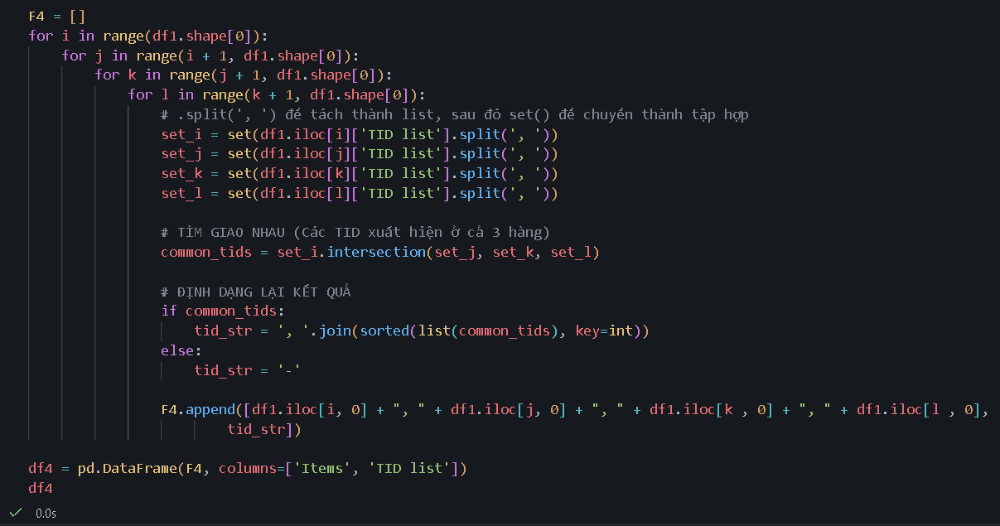 F4 = []
for i in range(df1.shape[0]):
    for j in range(i + 1, df1.shape[0]):
        for k in range(j + 1, df1.shape[0]):
            for l in range(k + 1, df1.shape[0]):
                # .split(', ') để tách thành list, sau đó set() để chuyển thành tập hợp
                set_i = set(df1.iloc[i]['TID list'].split(', '))
                set_j = set(df1.iloc[j]['TID list'].split(', '))
                set_k = set(df1.iloc[k]['TID list'].split(', '))
                set_l = set(df1.iloc[l]['TID list'].split(', '))

                # TÌM GIAO NHAU (Các TID xuất hiện ở cả 3 hàng)
                common_tids = set_i.intersection(set_j, set_k, set_l)

                # ĐỊNH DẠNG LẠI KẾT QUẢ
                if common_tids:
                    tid_str = ', '.join(sorted(list(common_tids), key=int))
                else:
                    tid_str = '-'

                F4.append([df1.iloc[i, 0] + ", " + df1.iloc[j, 0] + ", " + df1.iloc[k , 0] + ", " + df1.iloc[l , 0],
                        tid_str])

df4 = pd.DataFrame(F4, columns=['Items', 'TID list'])
df4
0.0s